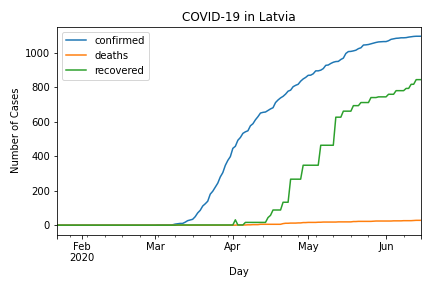 COVID-19 in Latvia
confirmed
deaths
recovered
Number of Cases
1000
800
600
400
200
0
Feb
2020
Mar
Apr
May
Jun
Day